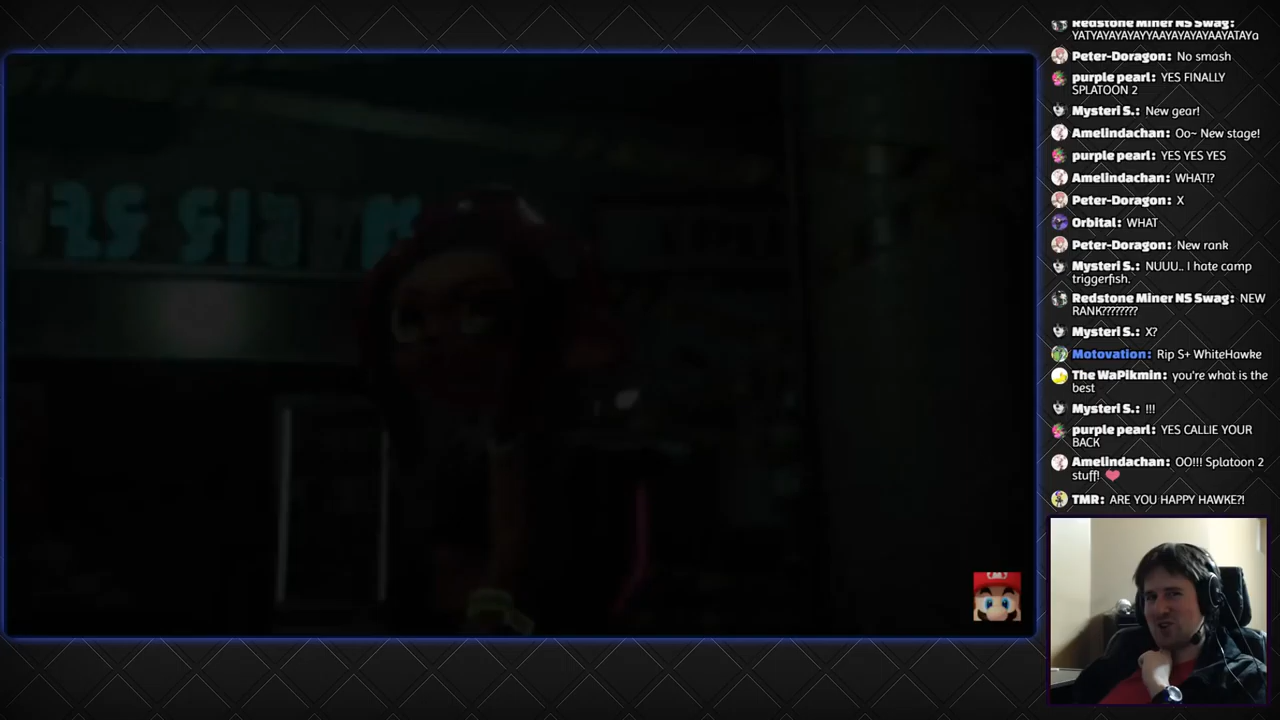 Redstone Miner NS Swag:
YATYAYAYAYAYYAAYAYAYAYAAYAYATAYa
Peter-Doragon: No smash
purple pearl: YES FINALLY
SPLATOON 2
Mysteri S.: New gear!
Amelindachan: Oo~ New stage!
purple pearl: YES YES YES
Amelindachan: WHAT!?
Peter-Doragon: X
Orbital: WHAT
Peter-Doragon: New rank
Mysteri S.: NUUU.. I hate camp
triggerfish.
Redstone Miner NS Swag: NEW
RANK????????
Mysteri S.: X?
Motovation: Rip S+ WhiteHawke
The WaPikmin: you're what is the
best
Mysteri S.: !!!
purple pearl: YES CALLIE YOUR
BACK
Amelindachan: OO!!! Splatoon 2
stuff! ❤
TMR: ARE YOU HAPPY HAWKE?!
M